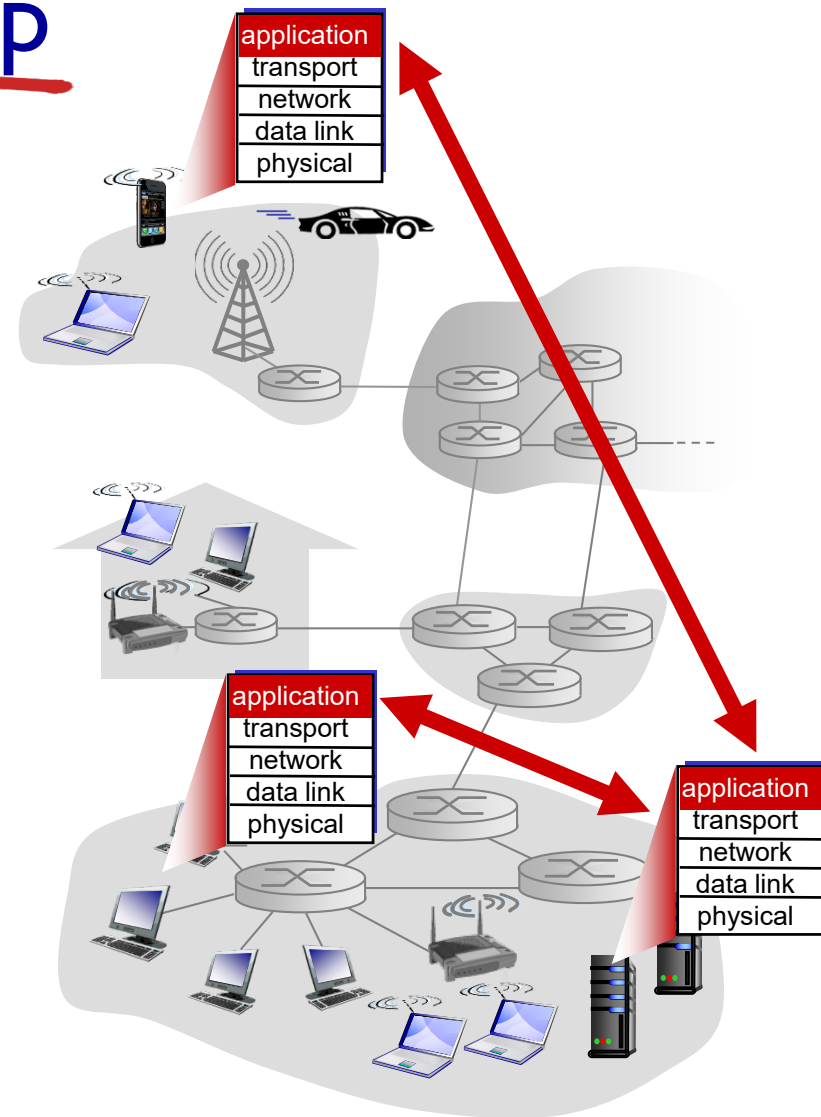 p
application
transport
network
data link
physical
application
transport
network
data link
physical
application
transport
network
data link
physical